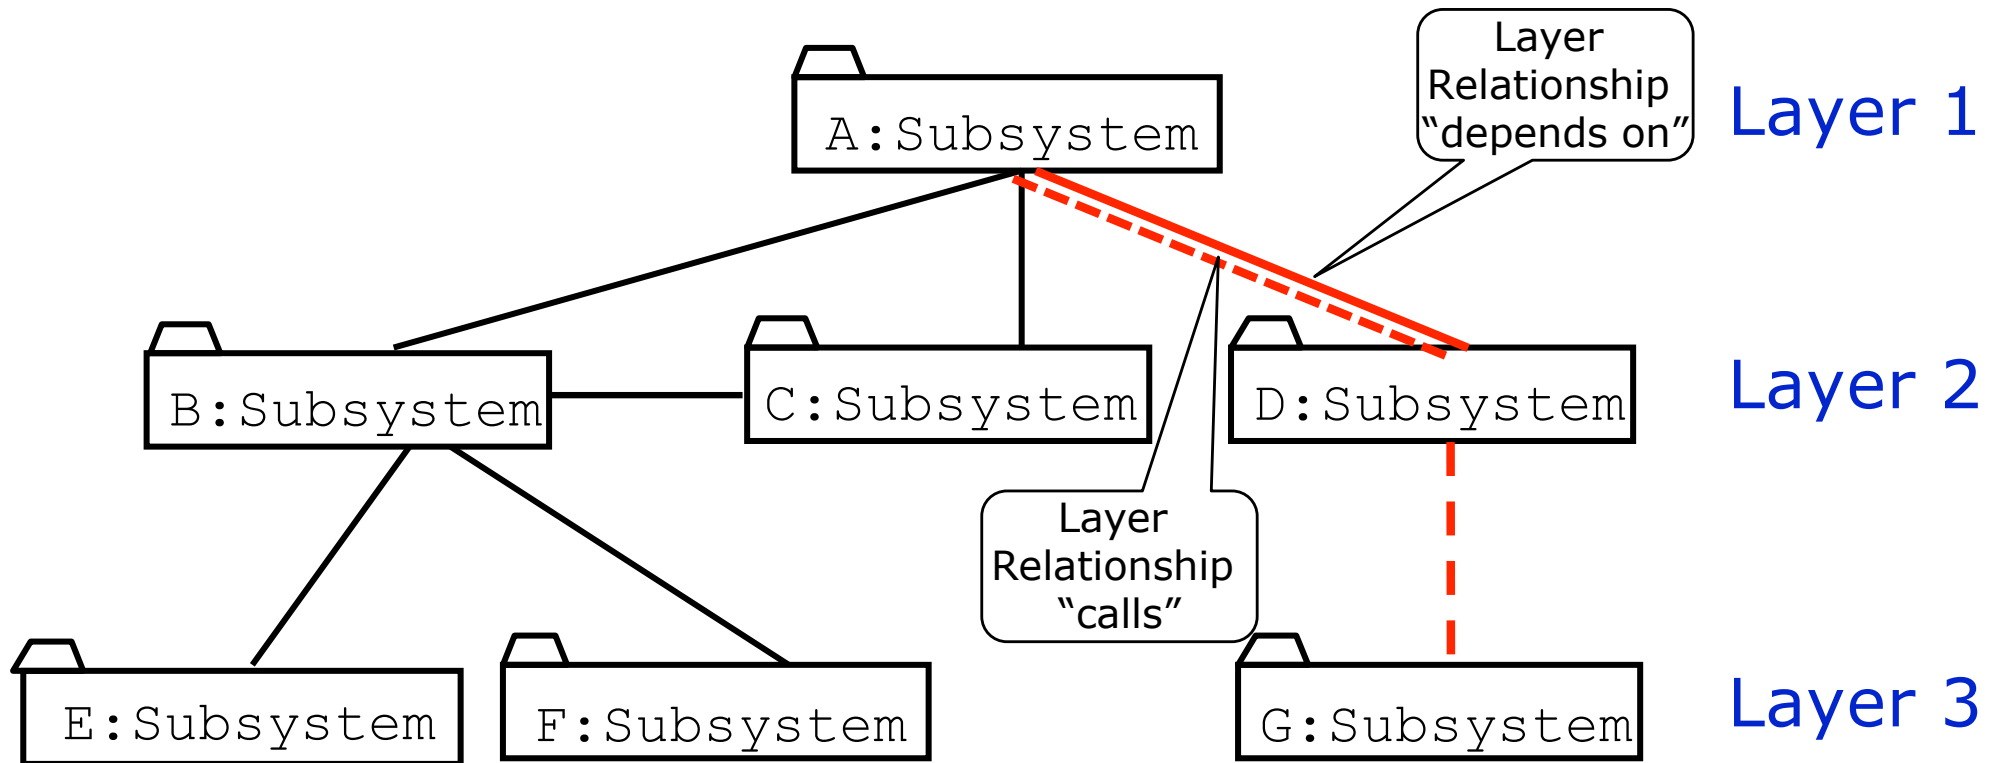 Layer
Relationship
“depends on”
A:Subsystem
Layer 1
B:Subsystem
C:Subsystem
D:Subsystem
Layer 2
Layer
Relationship
“calls”
E:Subsystem
F:Subsystem
G:Subsystem
Layer 3